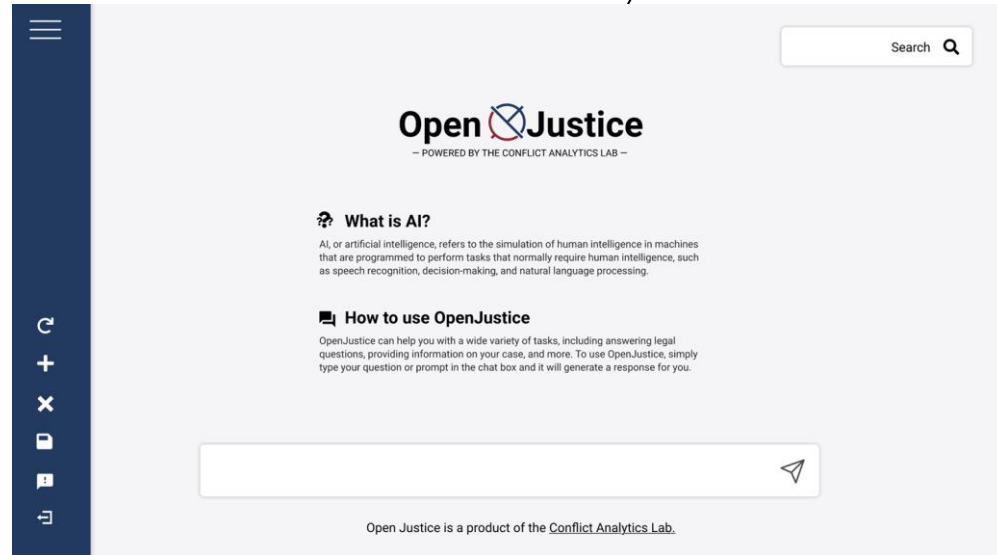 Search
Open Justice
– POWERED BY THE CONFLICT ANALYTICS LAB –
What is AI?
AI, or artificial intelligence, refers to the simulation of human intelligence in machines
that are programmed to perform tasks that normally require human intelligence, such
as speech recognition, decision-making, and natural language processing.
How to use OpenJustice
OpenJustice can help you with a wide variety of tasks, including answering legal
questions, providing information on your case, and more. To use OpenJustice, simply
type your question or prompt in the chat box and it will generate a response for you.
Open Justice is a product of the Conflict Analytics Lab.